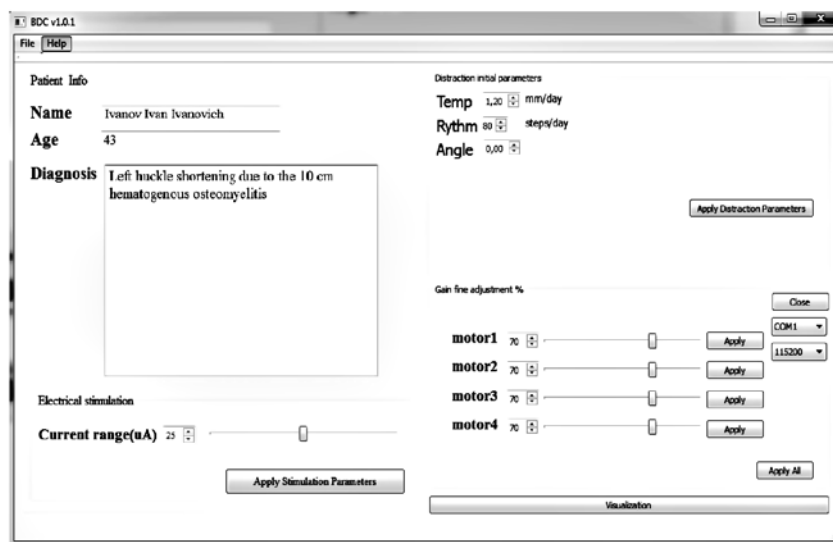 BDC v1.0.1
File Help
Patient Info
Name Ivanov Ivan Ivanovich
Age 43
Diagnosis Left huckle shortening due to the 10 cm
hematogenous osteomyelitis
Electrical stimulation
Current range(uA) 25
Apply Stimulation Parameters
Distraction initial parameters
Temp 1,20 mm/day
Rythm 80 steps/day
Angle 0,00
Apply Distraction Parameters
Gain fine adjustment %
Close
COM1
115200
motor1 70 Apply
motor2 70 Apply
motor3 70 Apply
motor4 70 Apply
Apply All
Visualization